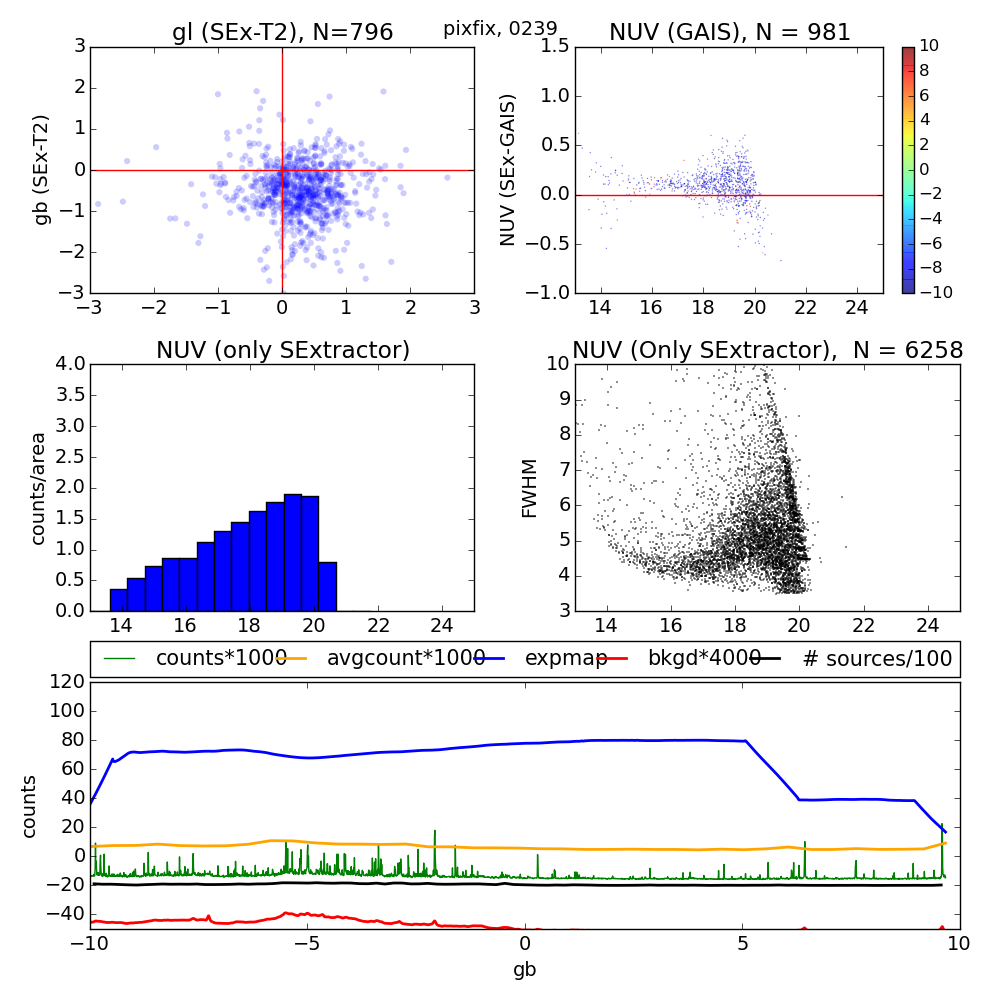 pixfix, 0239
gl (SEx-T2), N=796
gb (SEx-T2)
3
2
1
0
−1
−2
−3
−3 −2 −1 0 1 2 3
NUV (GAIS), N = 981
NUV (SEx-GAIS)
1.5
1.0
0.5
0.0
−0.5
−1.0
14 16 18 20 22 24
10
8
6
4
2
0
−2
−4
−6
−8
−10
NUV (only SExtractor)
counts/area
4.0
3.5
3.0
2.5
2.0
1.5
1.0
0.5
0.0
14 16 18 20 22 24
NUV (Only SExtractor), N = 6258
FWHM
10
9
8
7
6
5
4
3
14 16 18 20 22 24
counts*1000 avgcount*1000 expmap bkgd*4000 # sources/100
counts
120
100
80
60
40
20
0
−20
−40
−10 −5 0 5 10
gb